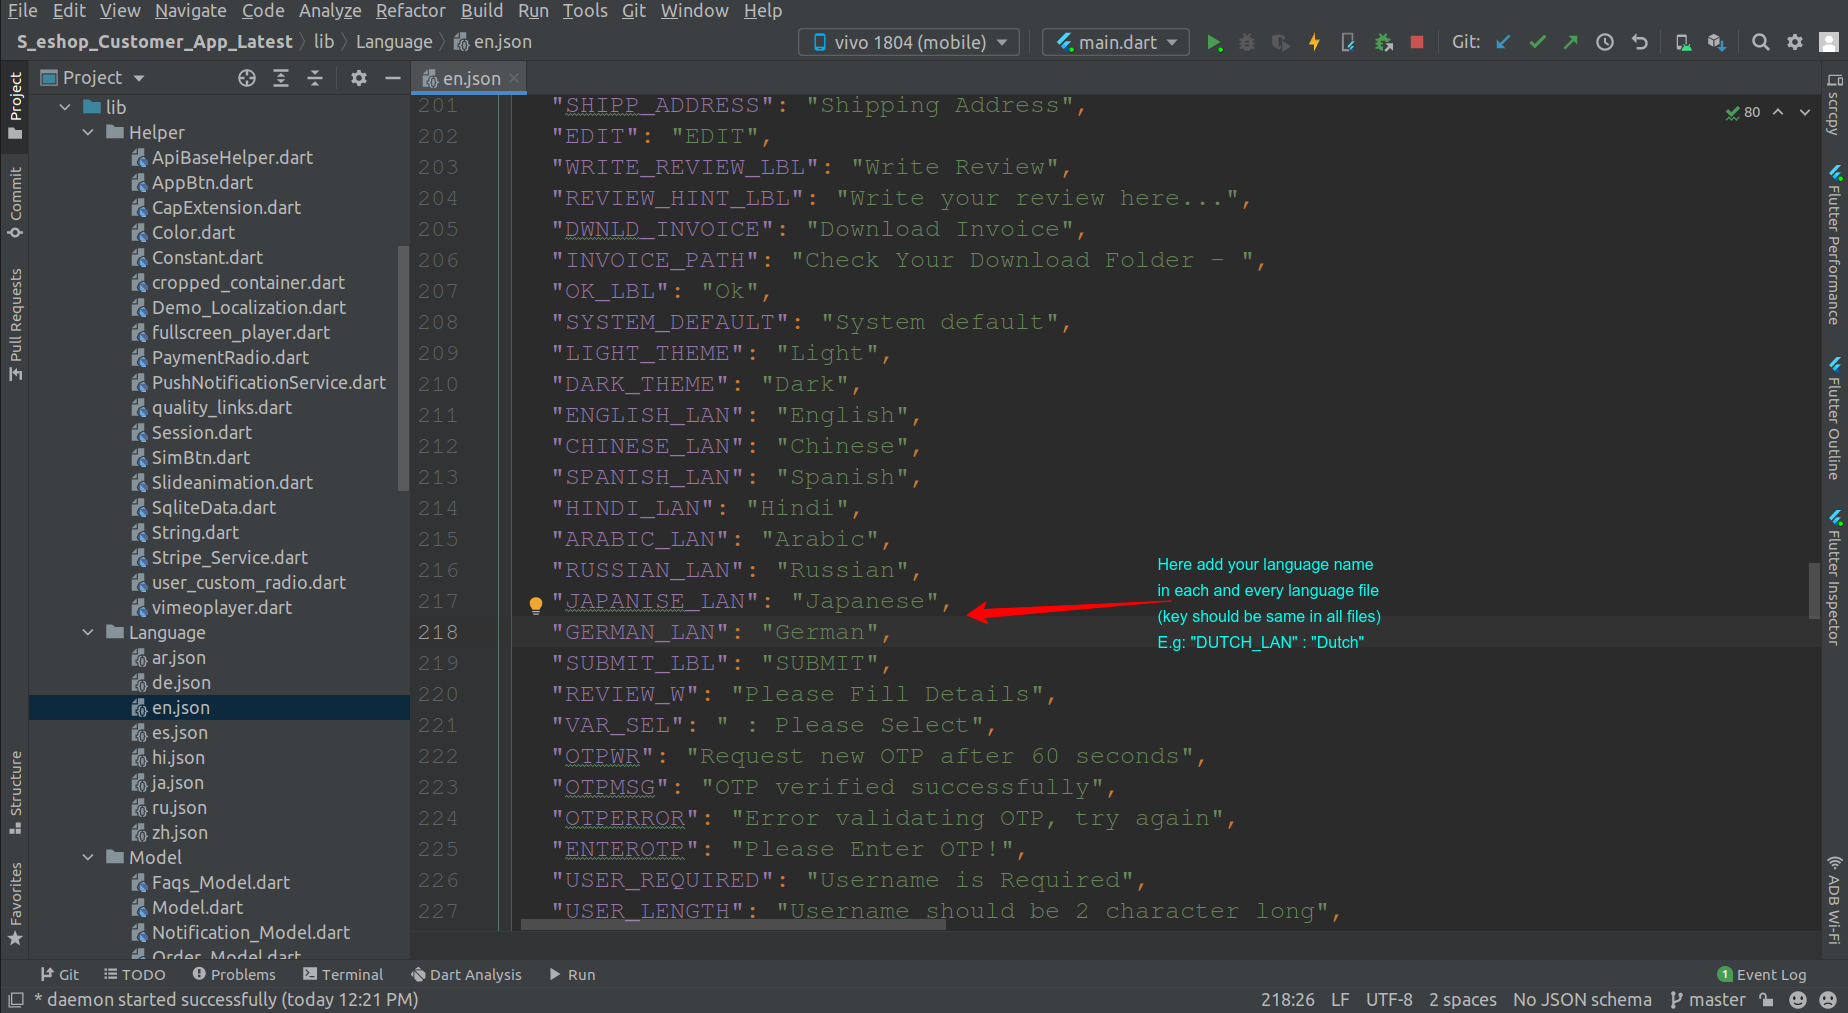 File Edit View Navigate Code Analyze Refactor Build Run Tools Git Window Help
S_eshop_Customer_App_Latest lib Language en.json vivo 1804 (mobile) main.dart Git:
Project
en.json
Project
Commit
Pull Requests
Structure
Favorites
lib
Helper
ApiBaseHelper.dart
AppBtn.dart
CapExtension.dart
Color.dart
Constant.dart
cropped_container.dart
Demo_Localization.dart
fullscreen_player.dart
PaymentRadio.dart
PushNotificationService.dart
quality_links.dart
Session.dart
SimBtn.dart
Slideanimation.dart
SqliteData.dart
String.dart
Stripe_Service.dart
user_custom_radio.dart
vimeoplayer.dart
Language
ar.json
de.json
en.json
es.json
hi.json
ja.json
ru.json
zh.json
Model
Faqs_Model.dart
Model.dart
Notification_Model.dart
Order_Model.dart
80
201 "SHIPP_ADDRESS": "Shipping Address",
202 "EDIT": "EDIT",
203 "WRITE_REVIEW_LBL": "Write Review",
204 "REVIEW_HINT_LBL": "Write your review here...",
205 "DWNLD_INVOICE": "Download Invoice",
206 "INVOICE_PATH": "Check Your Download Folder - ",
207 "OK_LBL": "Ok",
208 "SYSTEM_DEFAULT": "System default",
209 "LIGHT_THEME": "Light",
210 "DARK_THEME": "Dark",
211 "ENGLISH_LAN": "English",
212 "CHINESE_LAN": "Chinese",
213 "SPANISH_LAN": "Spanish",
214 "HINDI_LAN": "Hindi",
215 "ARABIC_LAN": "Arabic",
216 "RUSSIAN_LAN": "Russian",
217 "JAPANISE_LAN": "Japanese",
218 "GERMAN_LAN": "German",
219 "SUBMIT_LBL": "SUBMIT",
220 "REVIEW_W": "Please Fill Details",
221 "VAR_SEL": " : Please Select",
222 "OTPWR": "Request new OTP after 60 seconds",
223 "OTPMSG": "OTP verified successfully",
224 "OTPERROR": "Error validating OTP, try again",
225 "ENTEROTP": "Please Enter OTP!",
226 "USER_REQUIRED": "Username is Required",
227 "USER_LENGTH": "Username should be 2 character long",
Here add your language name
in each and every language file
(key should be same in all files)
E.g: "DUTCH_LAN" : "Dutch"
scrcpy
Flutter Performance
Flutter Outline
Flutter Inspector
ADB Wi-Fi
Git TODO Problems Terminal Dart Analysis Run 1 Event Log
* daemon started successfully (today 12:21 PM) 218:26 LF UTF-8 2 spaces No JSON schema master